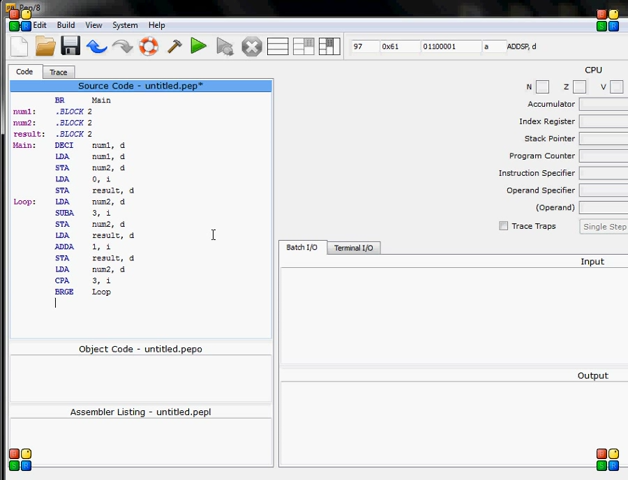 Pep/8
Edit Build View System Help
97 0x61 01100001 a ADDSP, d
Code Trace
Source Code - untitled.pep*
BR Main
num1: .BLOCK 2
num2: .BLOCK 2
result: .BLOCK 2
Main: DECI num1, d
LDA num1, d
STA num2, d
LDA 0, i
STA result, d
Loop: LDA num2, d
SUBA 3, i
STA num2, d
LDA result, d
ADDA 1, i
STA result, d
LDA num2, d
CPA 3, i
BRGE Loop
Object Code - untitled.pepo
Assembler Listing - untitled.pepl
CPU
N Z V
Accumulator
Index Register
Stack Pointer
Program Counter
Instruction Specifier
Operand Specifier
(Operand)
Trace Traps Single Step
Batch I/O Terminal I/O
Input
Output